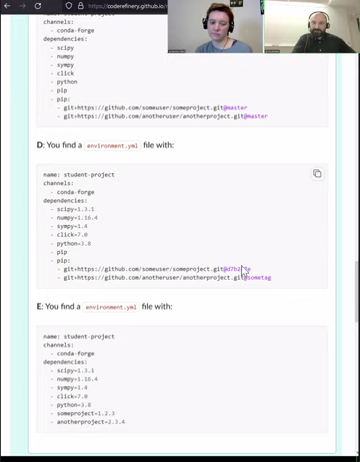 https://coderefinery.github.io/
channels:
- conda-forge
dependencies:
- scipy
- numpy
- sympy
- click
- python
- pip
- pip:
- git+https://github.com/someuser/someproject.git@master
- git+https://github.com/anotheruser/anotherproject.git@master
D: You find a environment.yml file with:
name: student-project
channels:
- conda-forge
dependencies:
- scipy=1.3.1
- numpy=1.16.4
- sympy=1.4
- click=7.0
- python=3.8
- pip
- pip:
- git+https://github.com/someuser/someproject.git@d7b2
- git+https://github.com/anotheruser/anotherproject.git@sometag
E: You find a environment.yml file with:
name: student-project
channels:
- conda-forge
dependencies:
- scipy=1.3.1
- numpy=1.16.4
- sympy=1.4
- click=7.0
- python=3.8
- someproject=1.2.3
- anotherproject=2.3.4